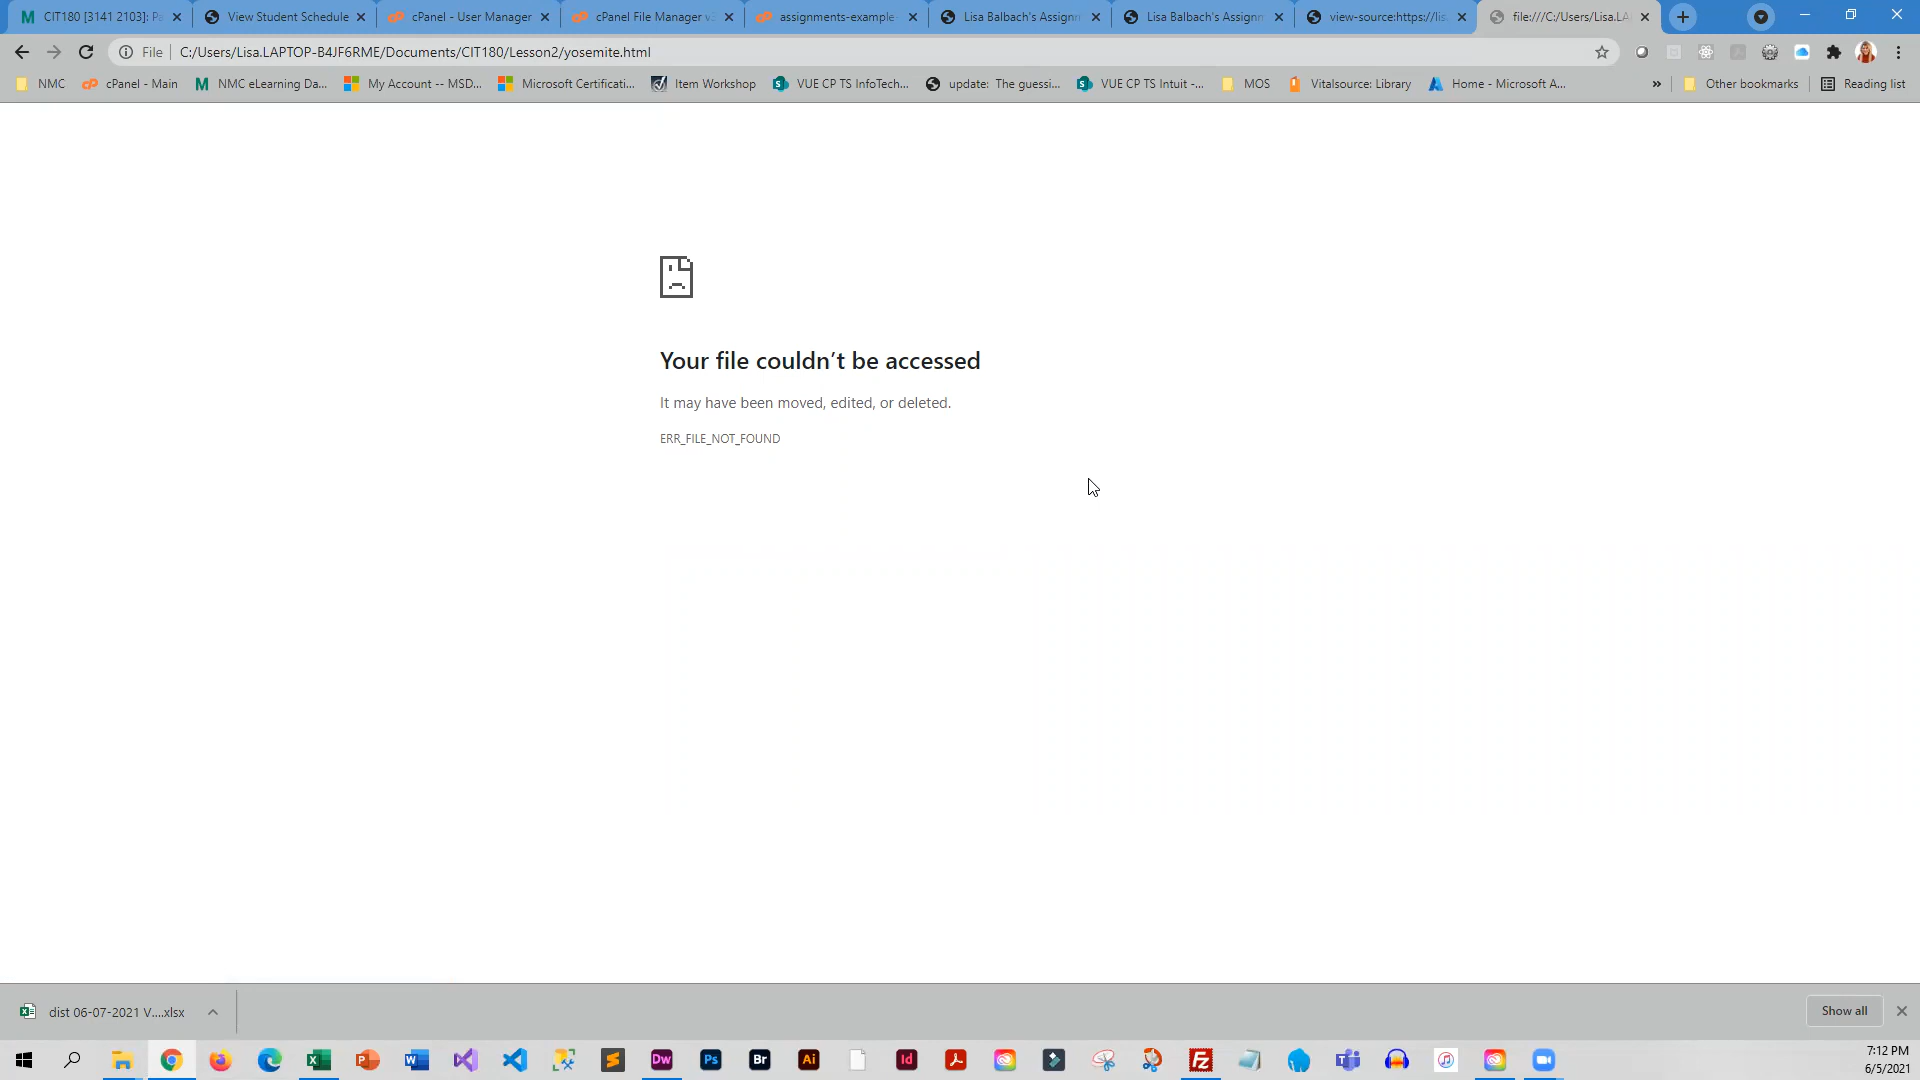 CIT180 [3141 2103]: Pa
View Student Schedule
cPanel - User Manager
cPanel File Manager v3
assignments-example
Lisa Balbach's Assignm
Lisa Balbach's Assignm
view-source:https://lis
file:///C:/Users/Lisa.LA
File
C:/Users/Lisa.LAPTOP-B4JF6RME/Documents/CIT180/Lesson2/yosemite.html
NMC
cPanel - Main
NMC eLearning Da...
My Account -- MSD...
Microsoft Certificati...
Item Workshop
VUE CP TS InfoTech...
update: The guessi...
VUE CP TS Intuit -...
MOS
Vitalsource: Library
Home - Microsoft A...
»
Other bookmarks
Reading list
Your file couldn’t be accessed
It may have been moved, edited, or deleted.
ERR_FILE_NOT_FOUND
dist 06-07-2021 V....xlsx
Show all
7:12 PM
6/5/2021